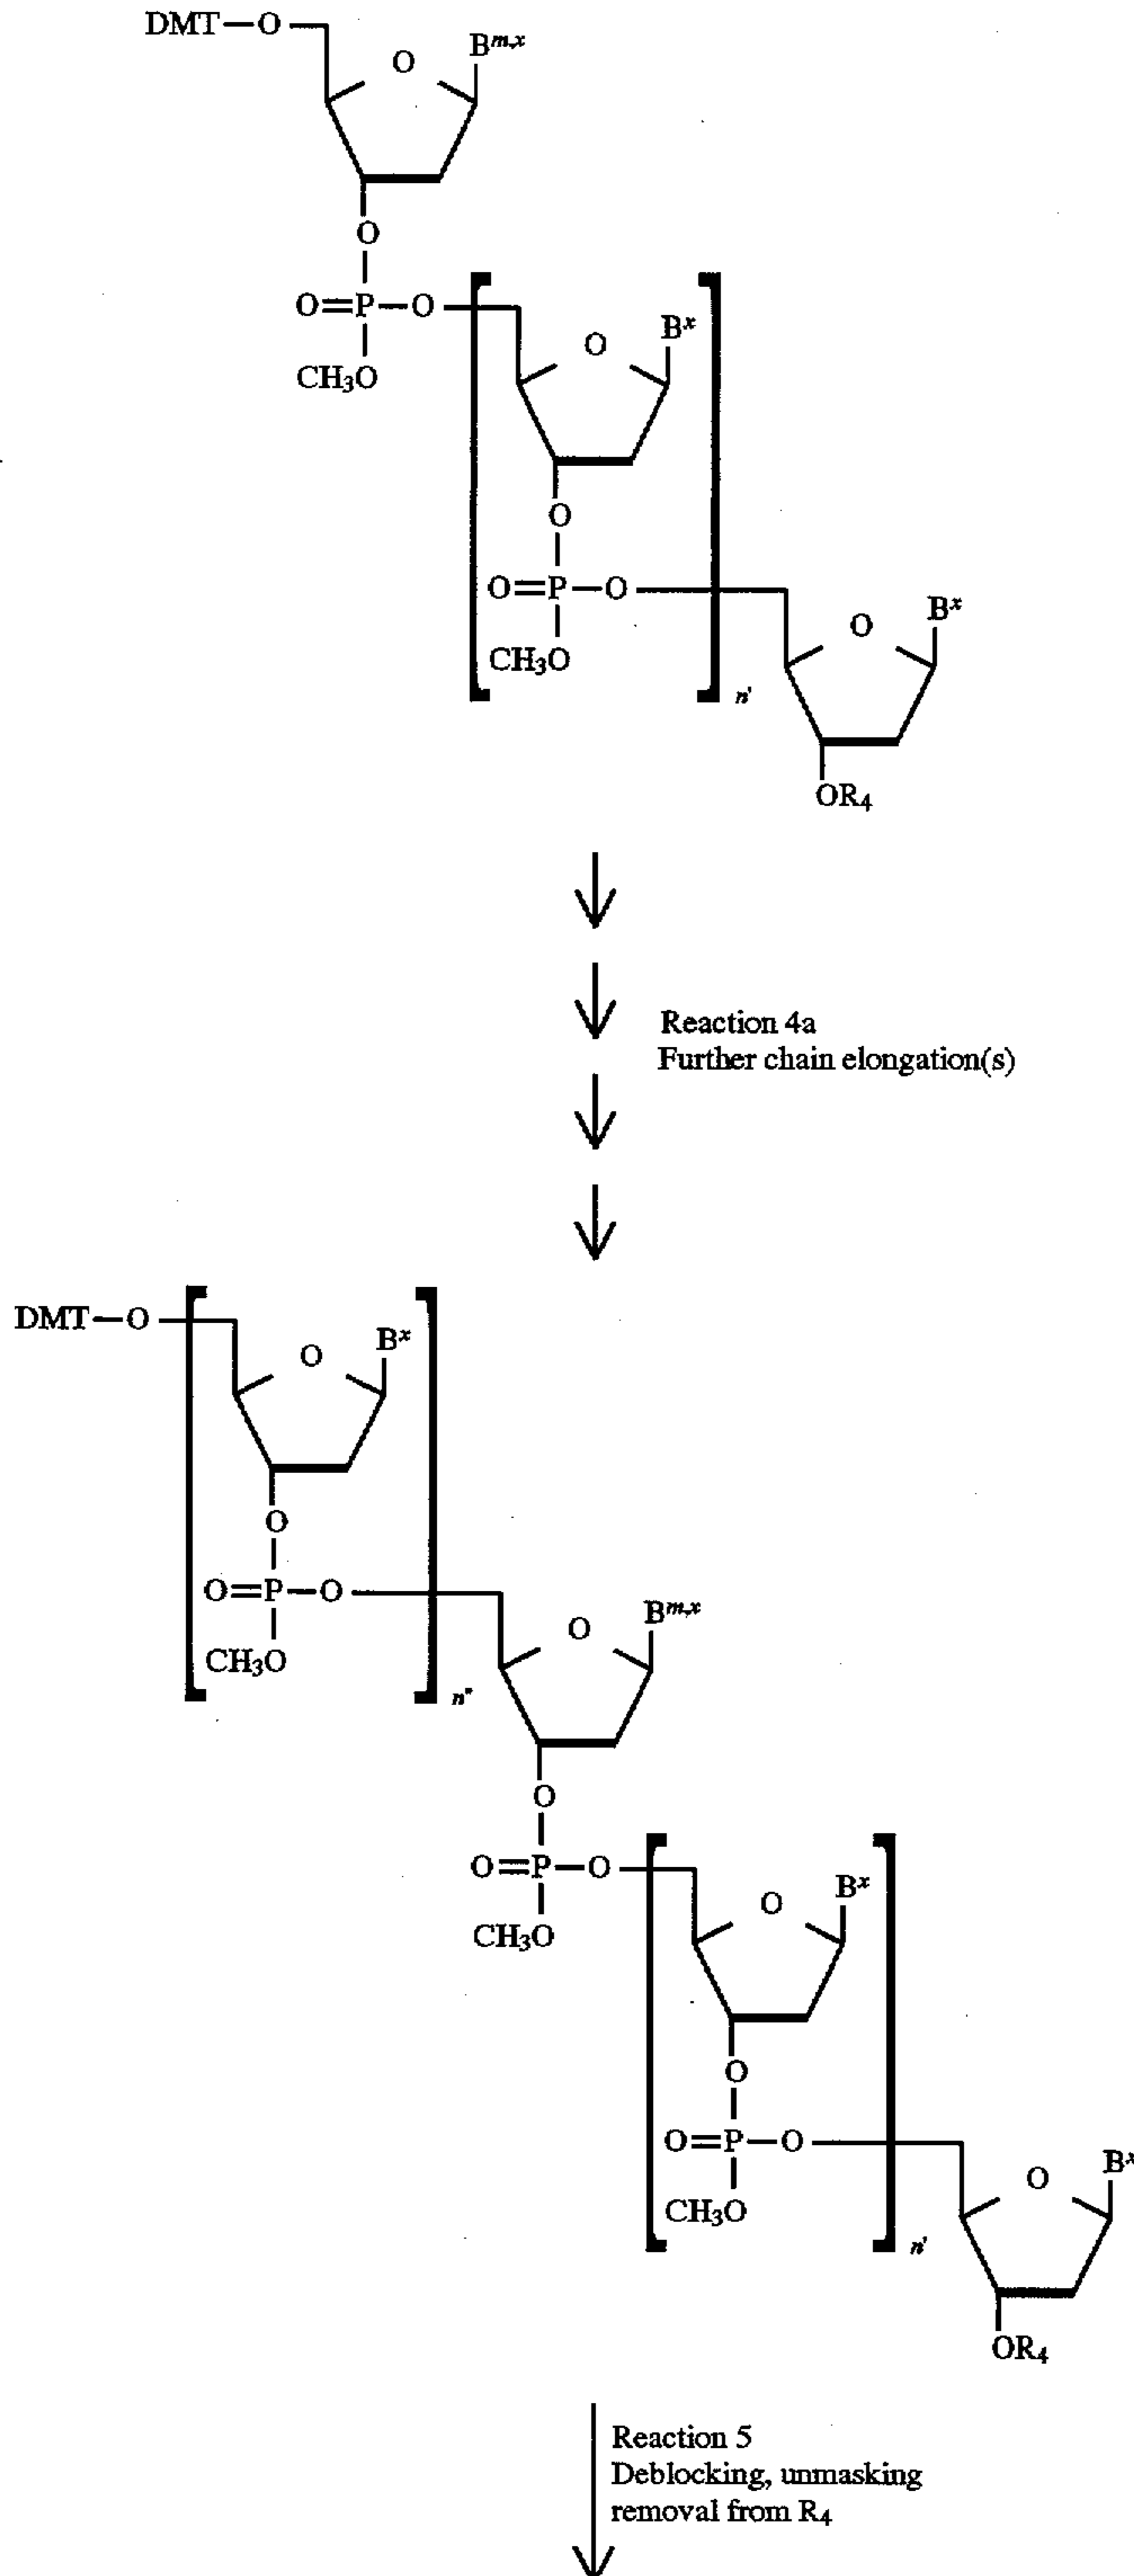 DMT—O
O
B^{m,x}
O
O=P—O
CH₃O
O
B^x
O
O=P—O
CH₃O
n'
O
B^x
OR₄
Reaction 4a
Further chain elongation(s)
DMT—O
O
B^x
O
O=P—O
CH₃O
n"
O
B^{m,x}
O
O=P—O
CH₃O
O
B^x
O
O=P—O
CH₃O
n'
O
B^x
OR₄
Reaction 5
Deblocking, unmasking
removal from R₄